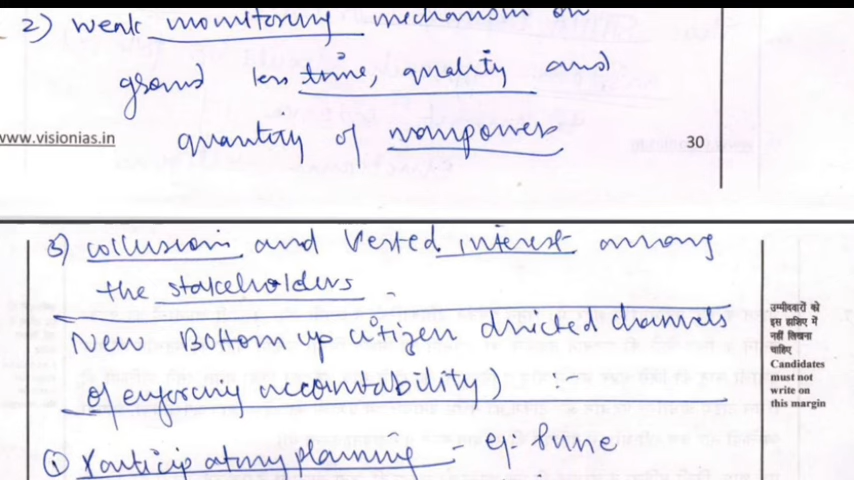 2) weak monitoring mechanism on
ground less time, quality and
quantity of manpower
www.visionias.in
30
3) collusion and vested interest among
the stakeholders
New Bottom up citizen directed channels
of enforcing accountability) :-
① Participatory planning - eg: Pune
उम्मीदवारों को
इस हाशिए में
नहीं लिखना
चाहिए
Candidates
must not
write on
this margin